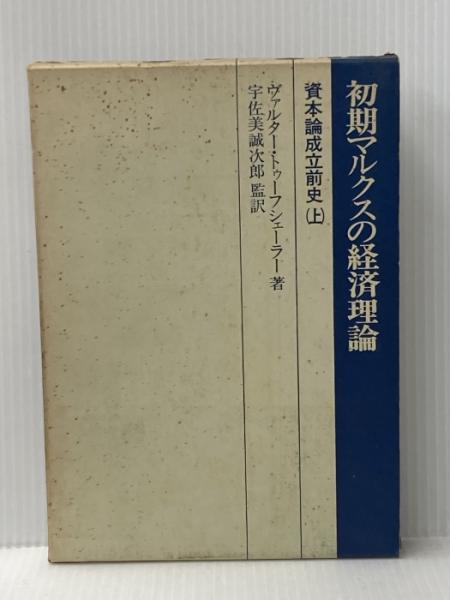 初期マルクスの経済理論
資本論成立前史(上)
ヴァルター・トゥーフシェーラー著
宇佐美誠次郎 監訳